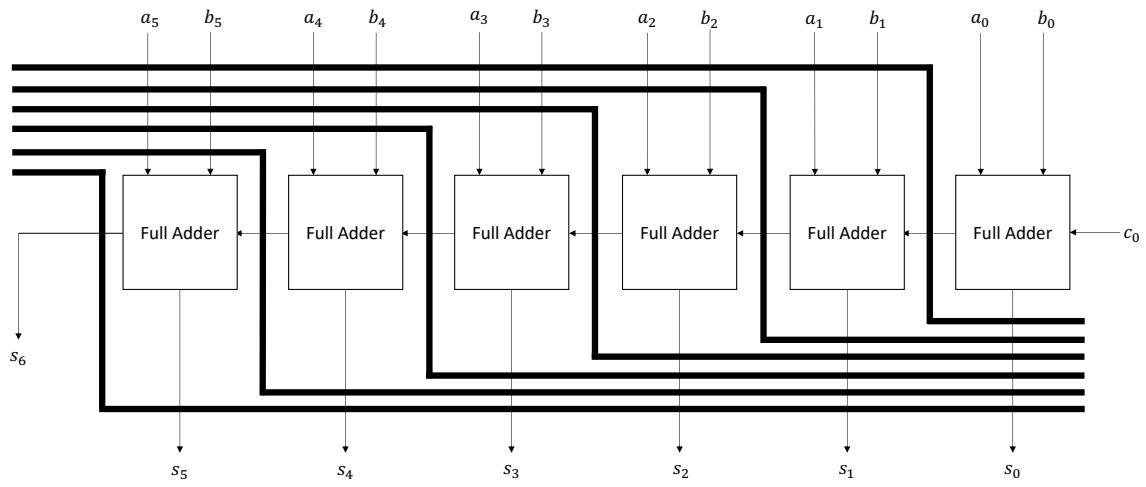 a₅ b₅ a₄ b₄ a₃ b₃ a₂ b₂ a₁ b₁ a₀ b₀
Full Adder Full Adder Full Adder Full Adder Full Adder Full Adder c₀
s₆
s₅ s₄ s₃ s₂ s₁ s₀